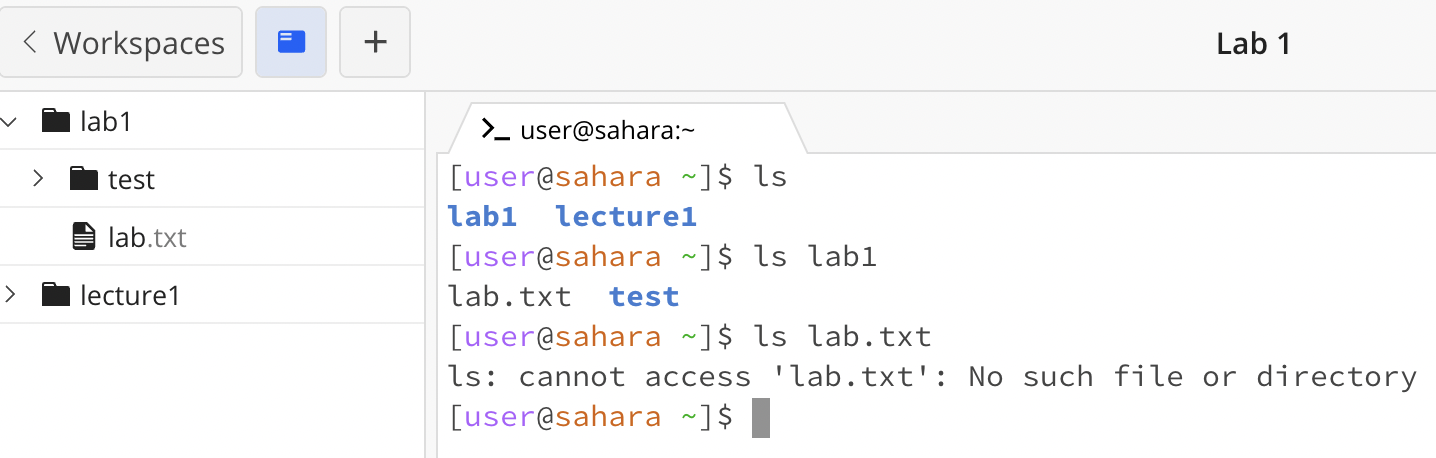 Workspaces
Lab 1
lab1
test
lab.txt
lecture1
>_ user@sahara:~
[user@sahara ~]$ ls
lab1  lecture1
[user@sahara ~]$ ls lab1
lab.txt  test
[user@sahara ~]$ ls lab.txt
ls: cannot access 'lab.txt': No such file or directory
[user@sahara ~]$